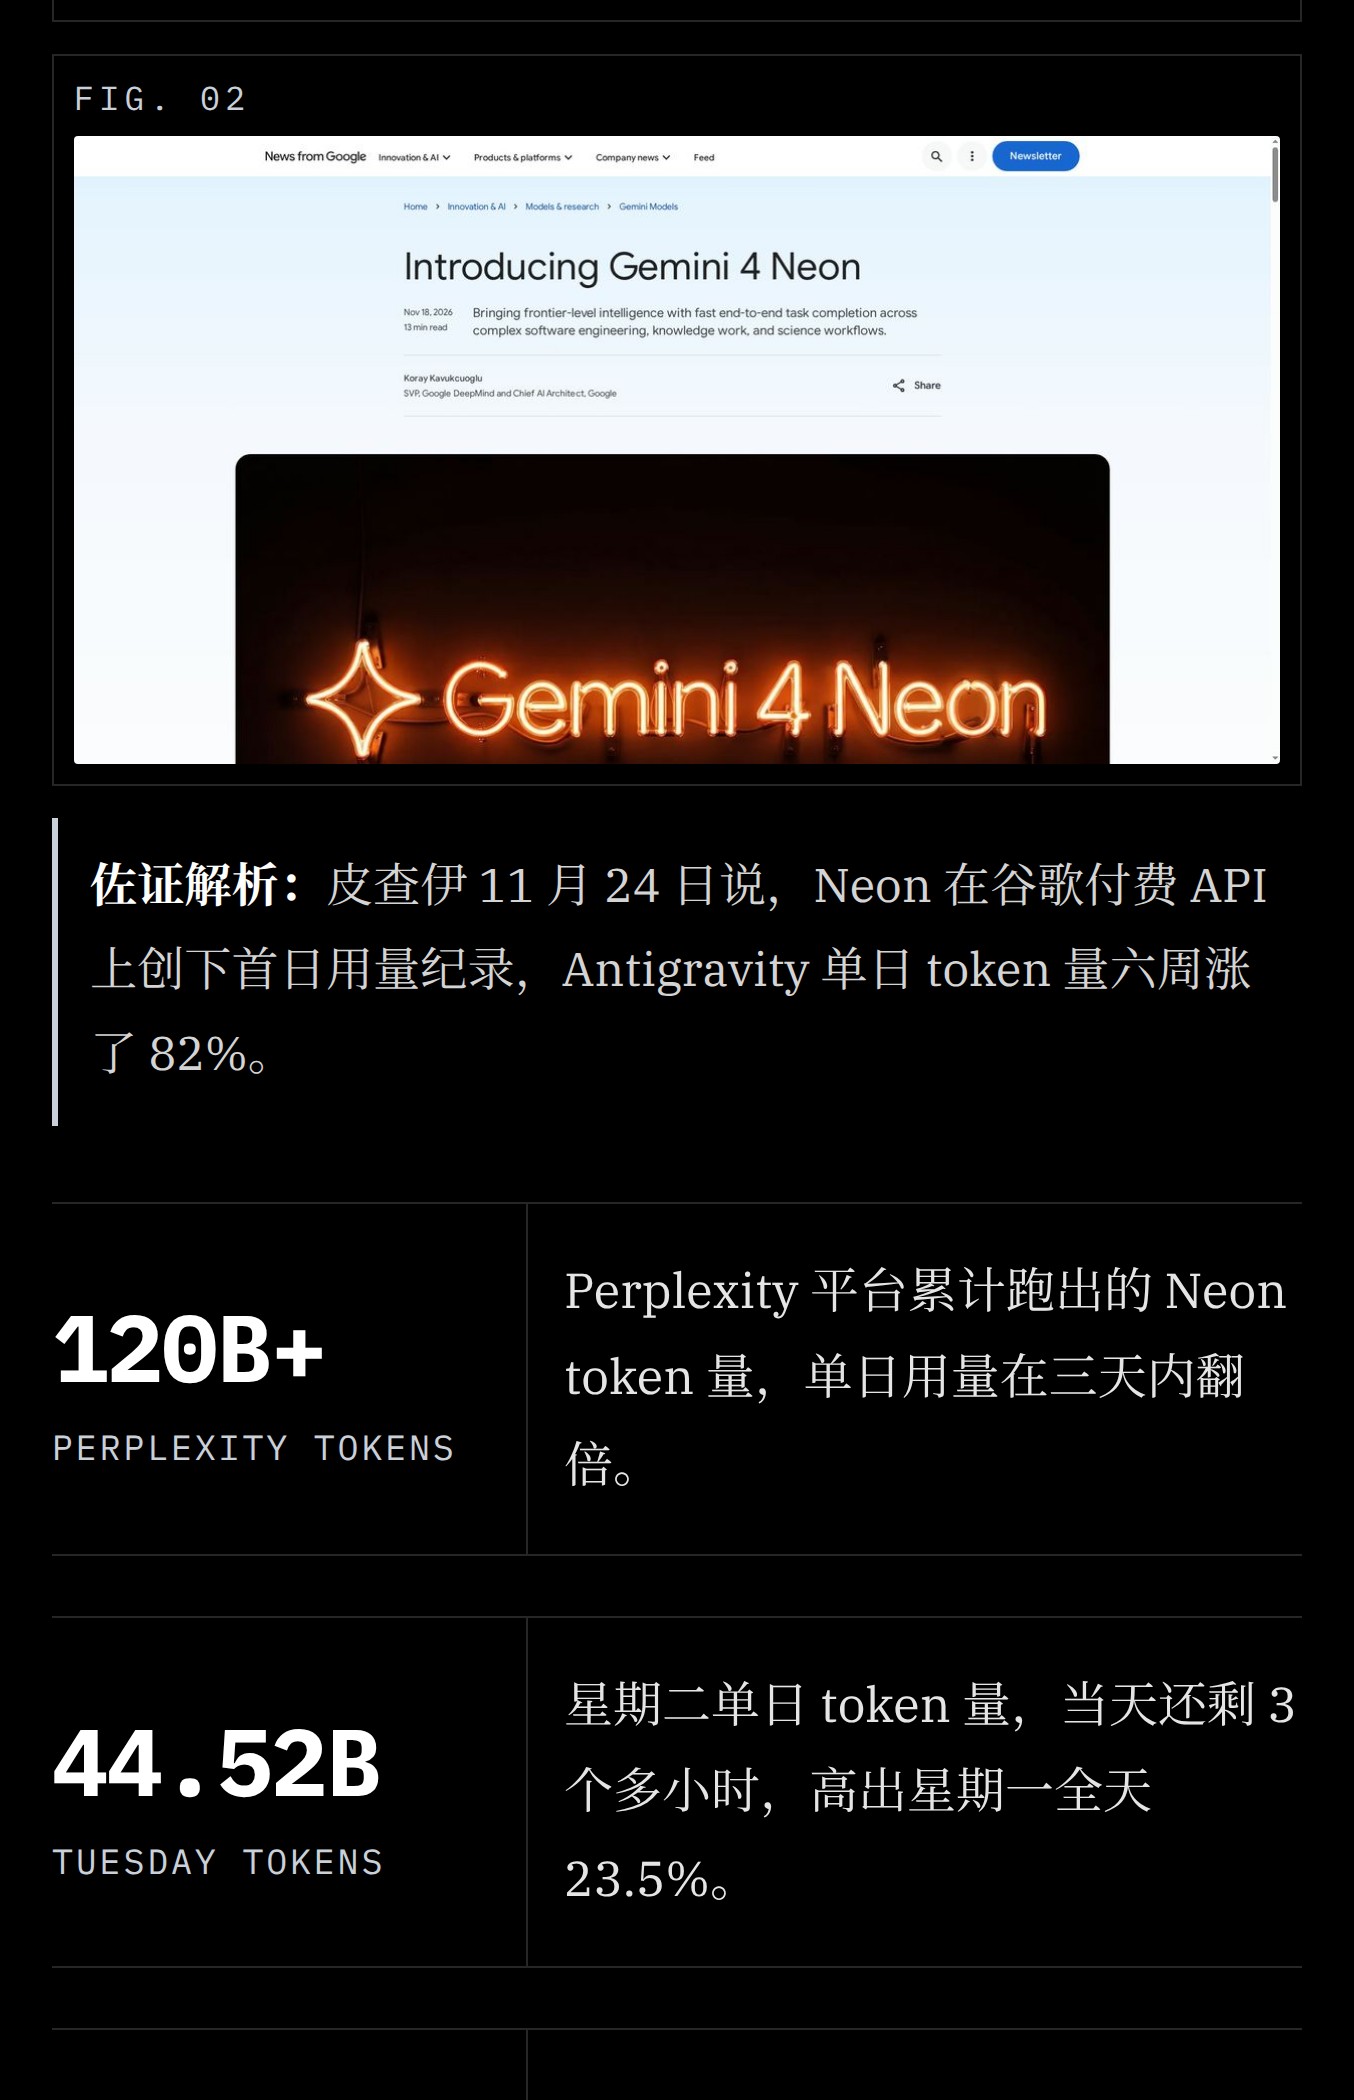 FIG. 02
News from Google Innovation & AI Products & platforms Company news Feed Newsletter
Home > Innovation & AI > Models & research > Gemini Models
Introducing Gemini 4 Neon
Nov 18, 2026
13 min read
Bringing frontier-level intelligence with fast end-to-end task completion across
complex software engineering, knowledge work, and science workflows.
Koray Kavukcuoglu
SVP, Google DeepMind and Chief AI Architect, Google
Share
Gemini 4 Neon
佐证解析：皮查伊 11 月 24 日说，Neon 在谷歌付费 API
上创下首日用量纪录，Antigravity 单日 token 量六周涨
了 82%。
120B+
PERPLEXITY TOKENS
Perplexity 平台累计跑出的 Neon
token 量，单日用量在三天内翻
倍。
44.52B
TUESDAY TOKENS
星期二单日 token 量，当天还剩 3
个多小时，高出星期一全天
23.5%。